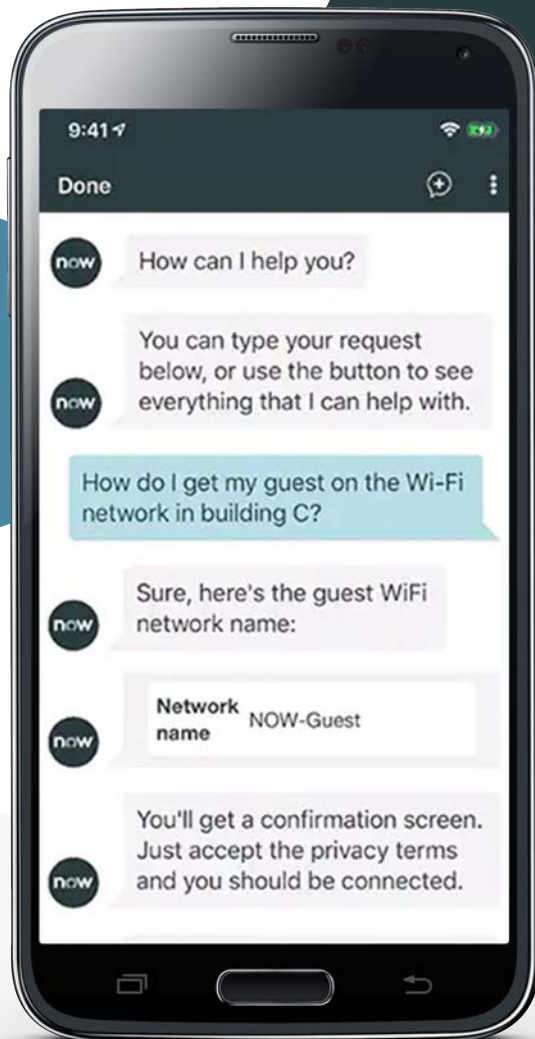 9:41
Done
now
How can I help you?
You can type your request
below, or use the button to see
everything that I can help with.
now
How do I get my guest on the Wi-Fi
network in building C?
Sure, here's the guest WiFi
network name:
now
Network
name
NOW-Guest
now
You'll get a confirmation screen.
Just accept the privacy terms
and you should be connected.
now